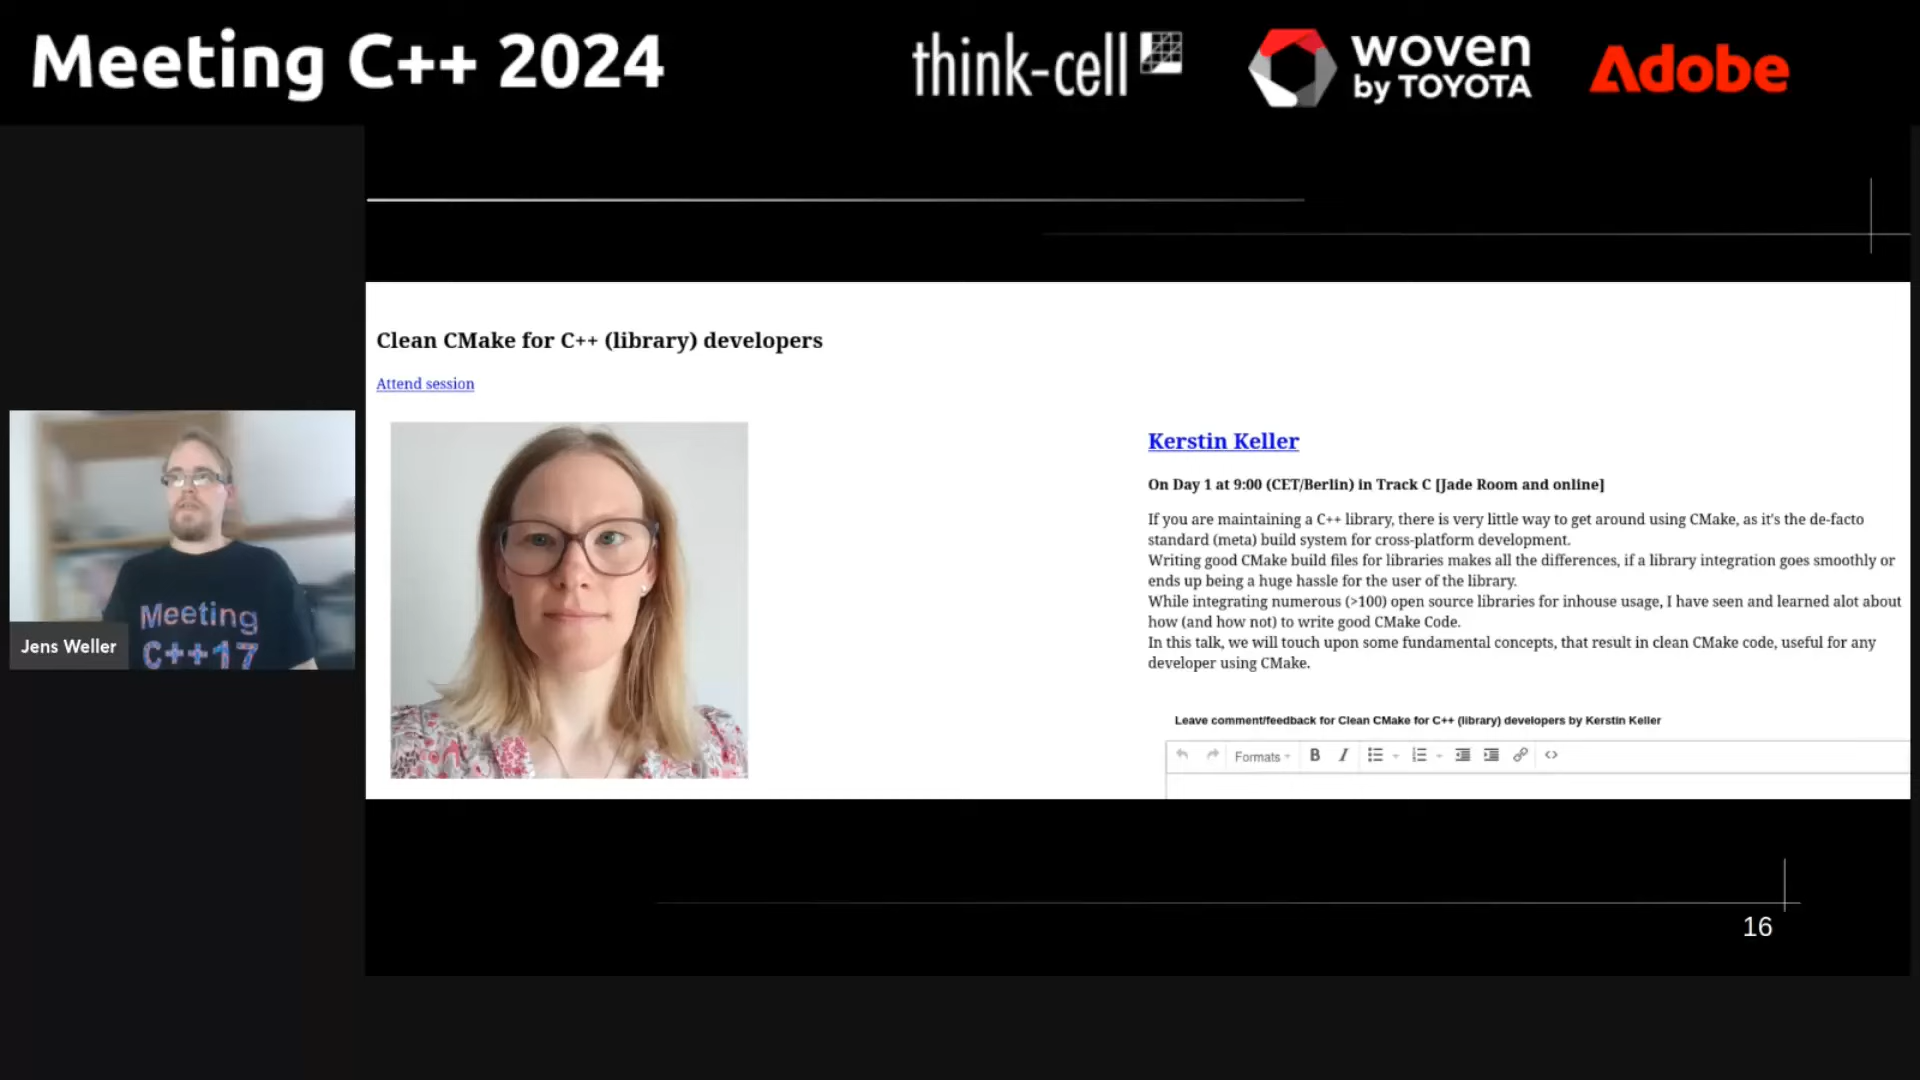 Meeting C++ 2024
think-cell
woven
by TOYOTA
Adobe
Clean CMake for C++ (library) developers
Attend session
Kerstin Keller
On Day 1 at 9:00 (CET/Berlin) in Track C [Jade Room and online]
If you are maintaining a C++ library, there is very little way to get around using CMake, as it's the de-facto
standard (meta) build system for cross-platform development.
Writing good CMake build files for libraries makes all the differences, if a library integration goes smoothly or
ends up being a huge hassle for the user of the library.
While integrating numerous (>100) open source libraries for inhouse usage, I have seen and learned alot about
how (and how not) to write good CMake Code.
In this talk, we will touch upon some fundamental concepts, that result in clean CMake code, useful for any
developer using CMake.
Leave comment/feedback for Clean CMake for C++ (library) developers by Kerstin Keller
Formats B I
Meeting
C++17
Jens Weller
16